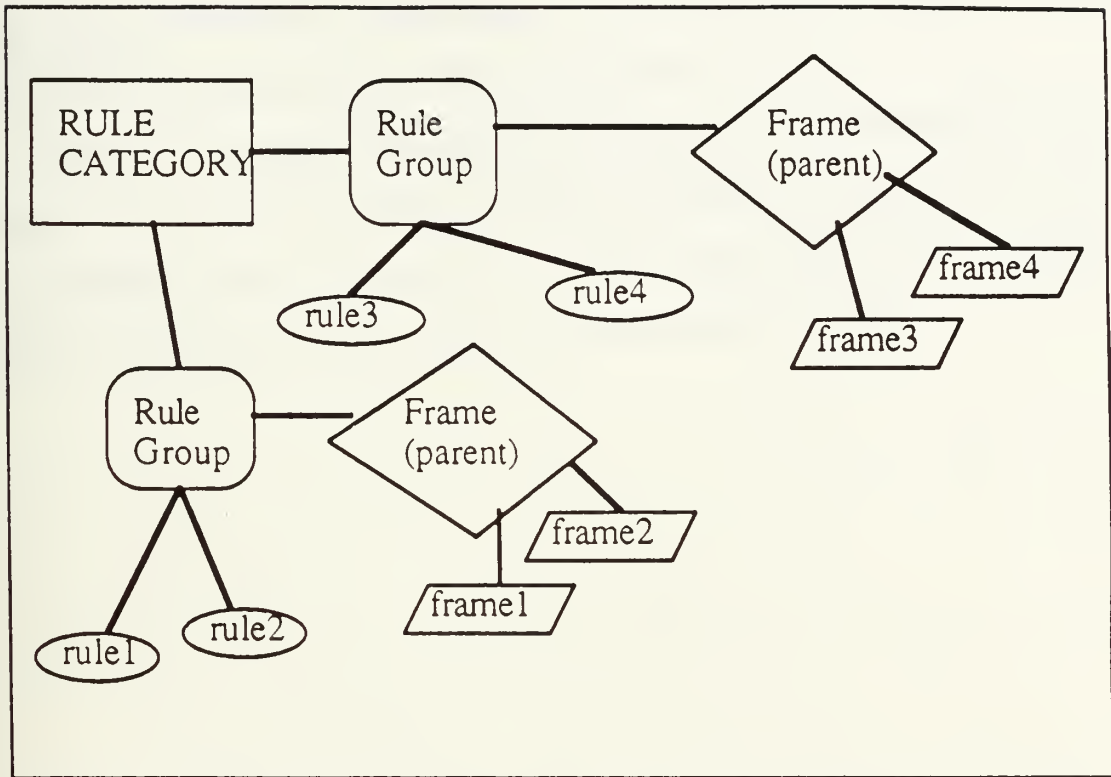 RULE
CATEGORY
Rule
Group
Frame
(parent)
rule3
rule4
frame4
frame3
Rule
Group
Frame
(parent)
rule1
rule2
frame2
frame1